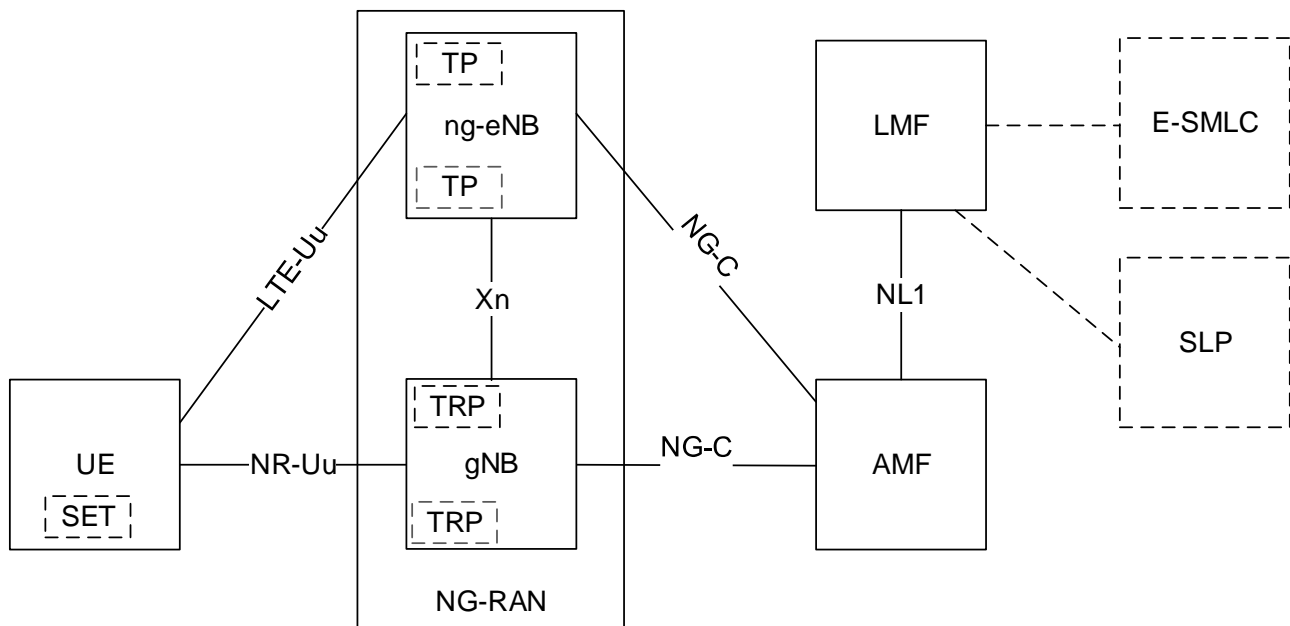 TP
ng-eNB
TP
LMF
E-SMLC
LTE-Uu
NG-C
Xn
NL1
SLP
TRP
UE
NR-Uu
gNB
NG-C
AMF
SET
TRP
NG-RAN